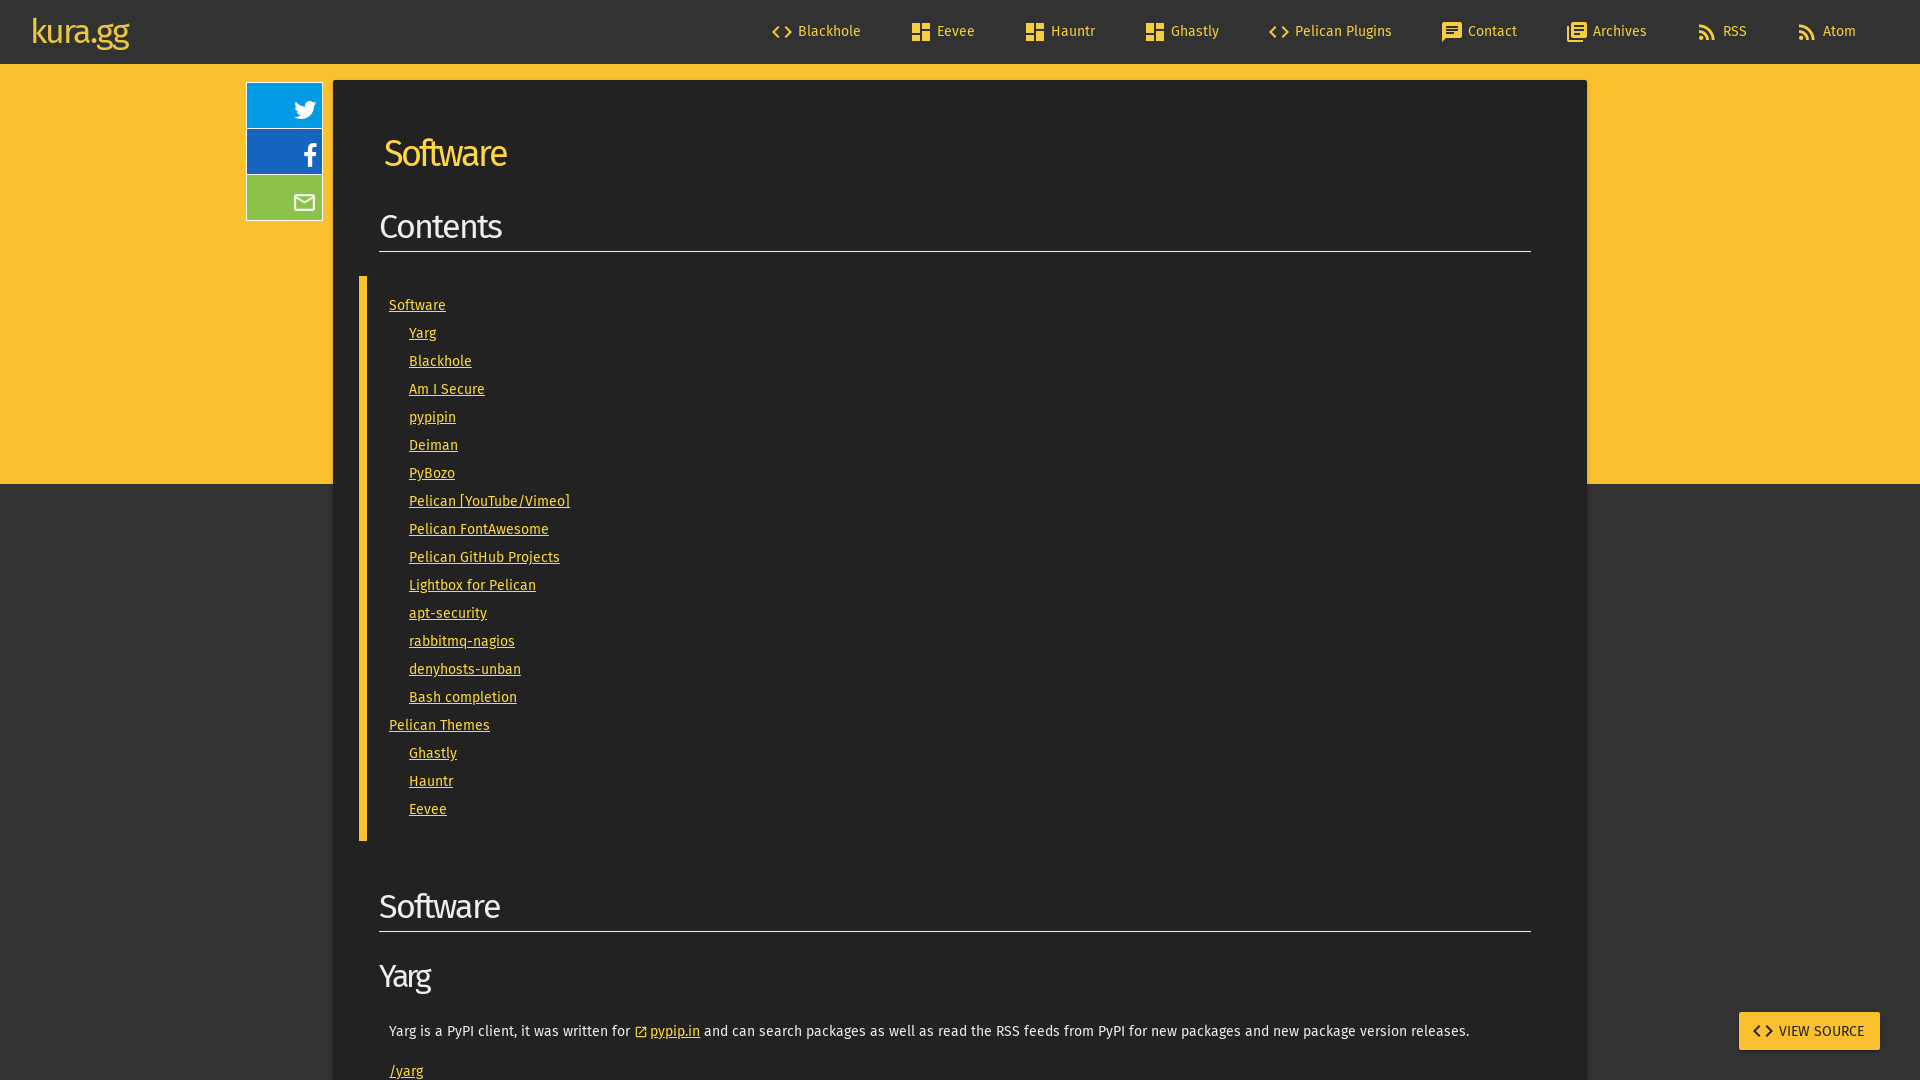 kura.gg
Blackhole
Eevee
Hauntr
Ghastly
Pelican Plugins
Contact
Archives
RSS
Atom
Software
Contents
Software
Yarg
Blackhole
Am I Secure
pypipin
Deiman
PyBozo
Pelican [YouTube/Vimeo]
Pelican FontAwesome
Pelican GitHub Projects
Lightbox for Pelican
apt-security
rabbitmq-nagios
denyhosts-unban
Bash completion
Pelican Themes
Ghastly
Hauntr
Eevee
Software
Yarg
Yarg is a PyPI client, it was written for pypip.in and can search packages as well as read the RSS feeds from PyPI for new packages and new package version releases.
/yarg
VIEW SOURCE